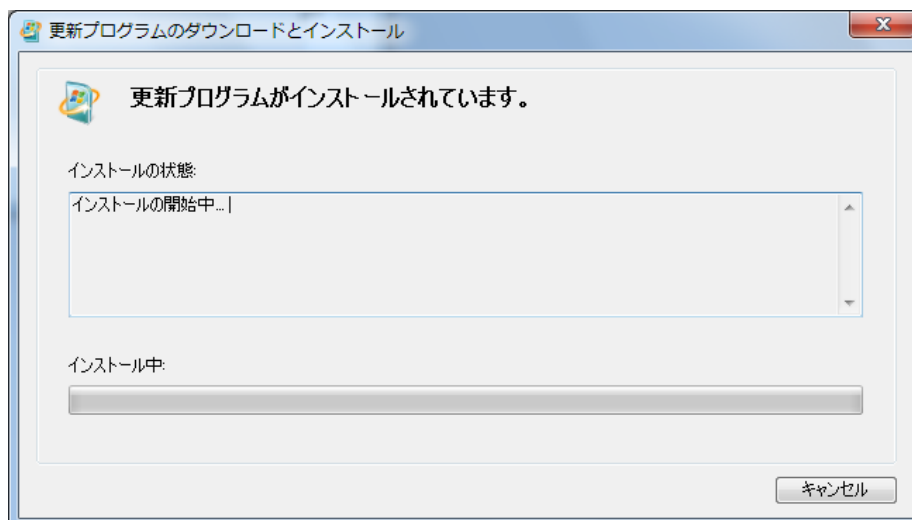 更新プログラムのダウンロードとインストール
更新プログラムがインストールされています。
インストールの状態:
インストールの開始中...
インストール中:
キャンセル